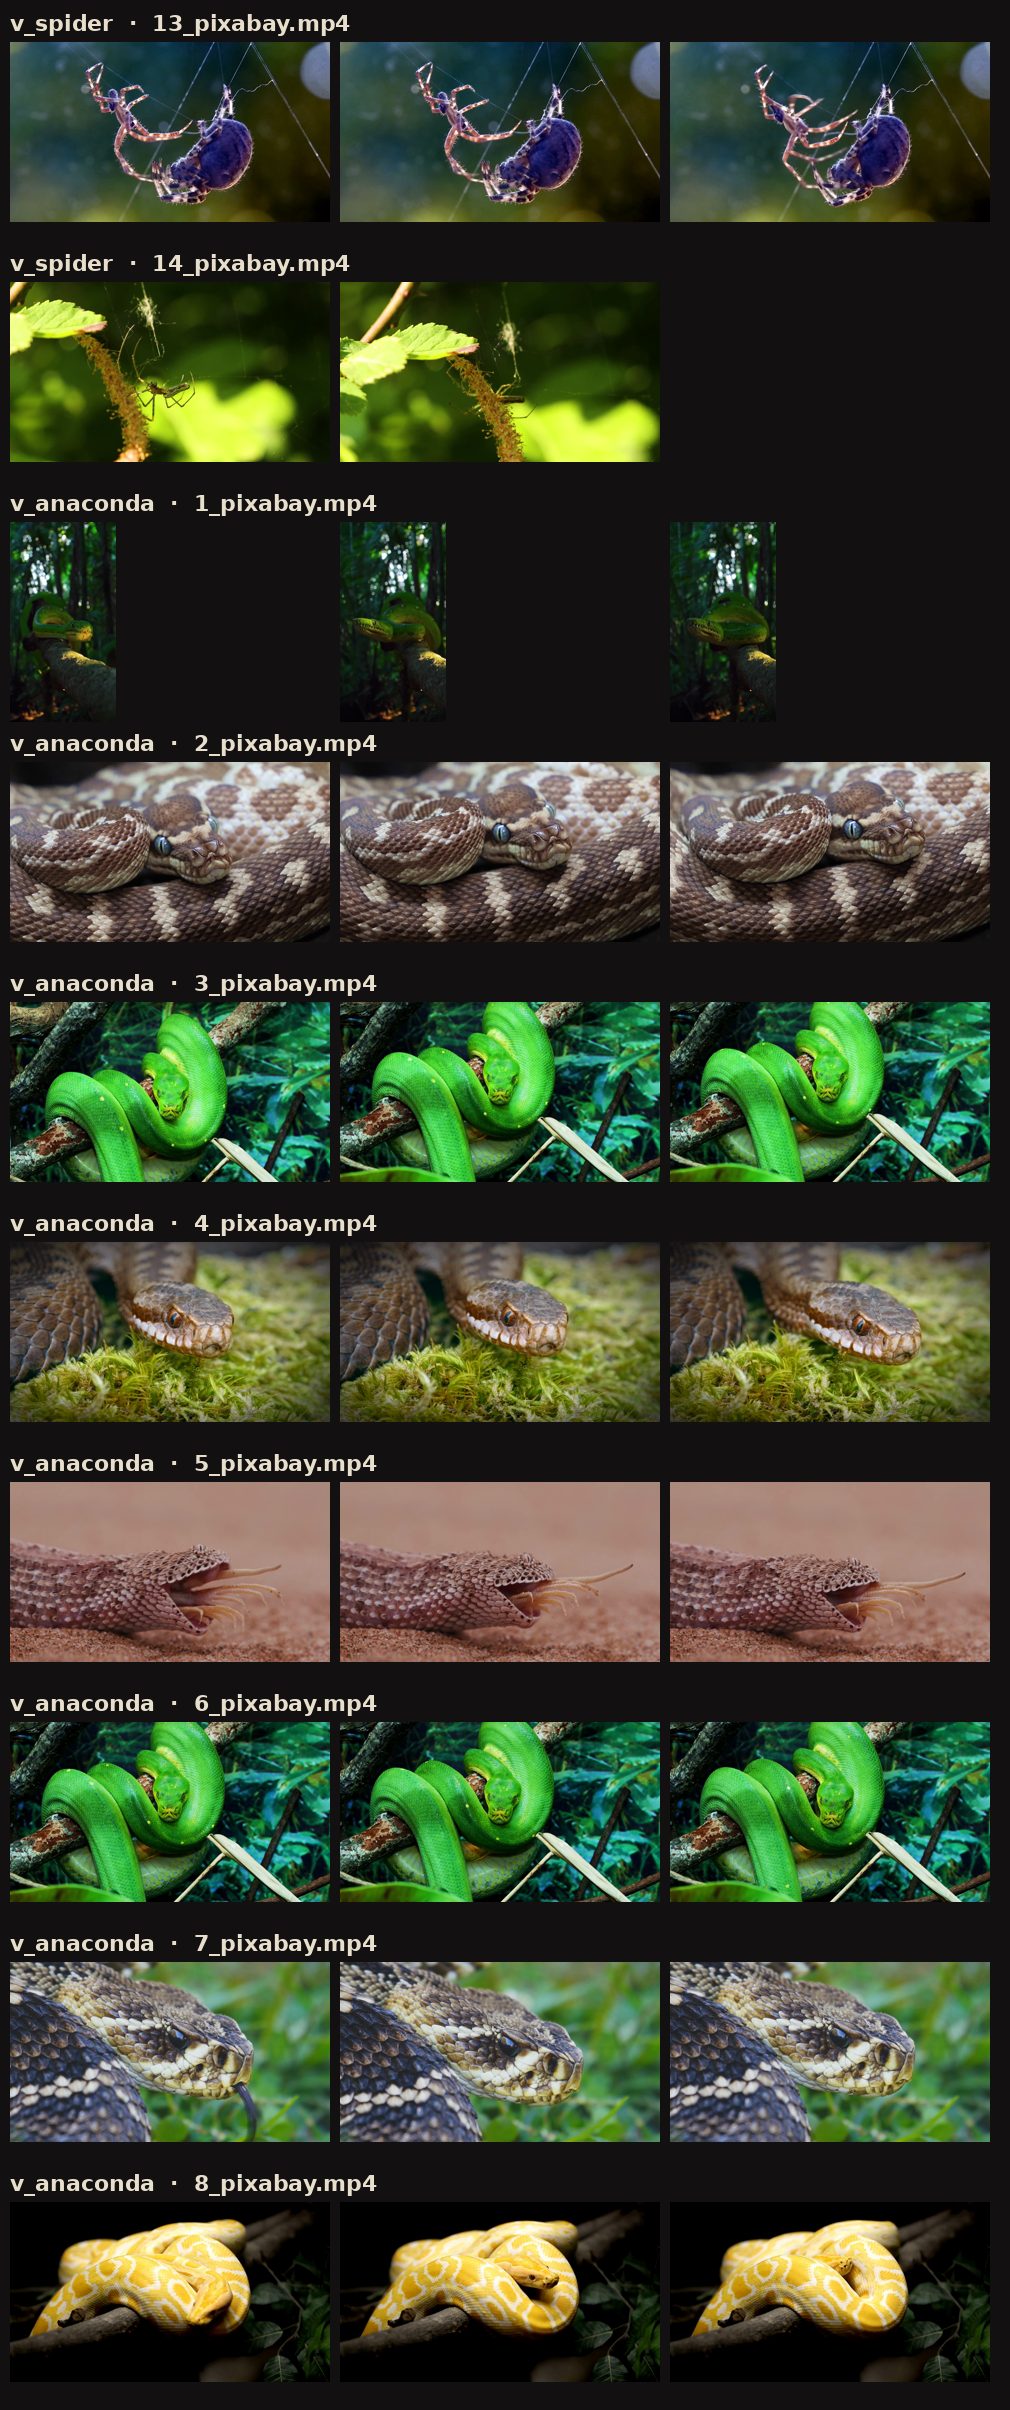 v_spider · 13_pixabay.mp4
v_spider · 14_pixabay.mp4
v_anaconda · 1_pixabay.mp4
v_anaconda · 2_pixabay.mp4
v_anaconda · 3_pixabay.mp4
v_anaconda · 4_pixabay.mp4
v_anaconda · 5_pixabay.mp4
v_anaconda · 6_pixabay.mp4
v_anaconda · 7_pixabay.mp4
v_anaconda · 8_pixabay.mp4